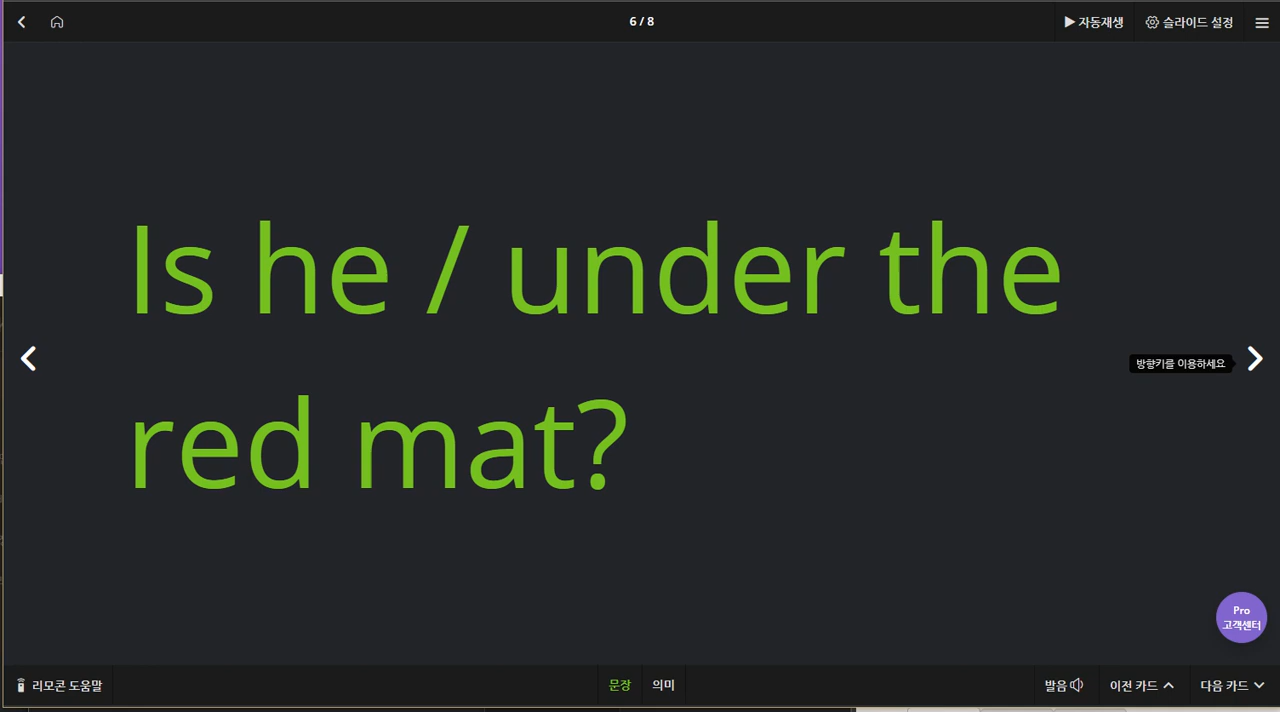 6 / 8
자동재생
슬라이드 설정
Is he / under the
red mat?
방향키를 이용하세요
Pro
고객센터
리모콘 도움말
문장
의미
발음
이전 카드
다음 카드